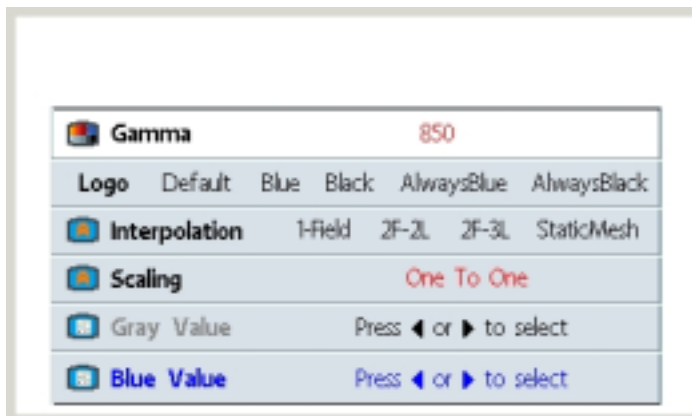 Gamma 850
Logo Default Blue Black AlwaysBlue AlwaysBlack
Interpolation 1-Field 2F-2L 2F-3L StaticMesh
Scaling One To One
Gray Value Press ◀ or ▶ to select
Blue Value Press ◀ or ▶ to select